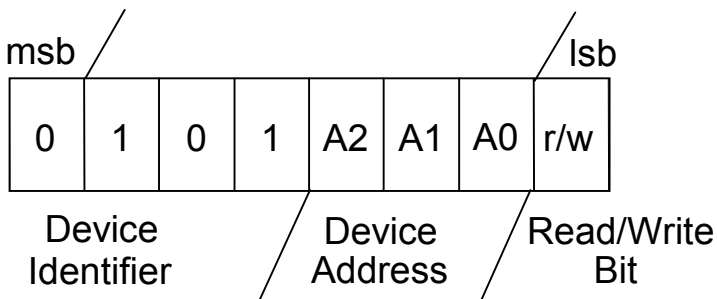 msb lsb
0 1 0 1 A2 A1 A0 r/w
Device Device Read/Write
Identifier Address Bit